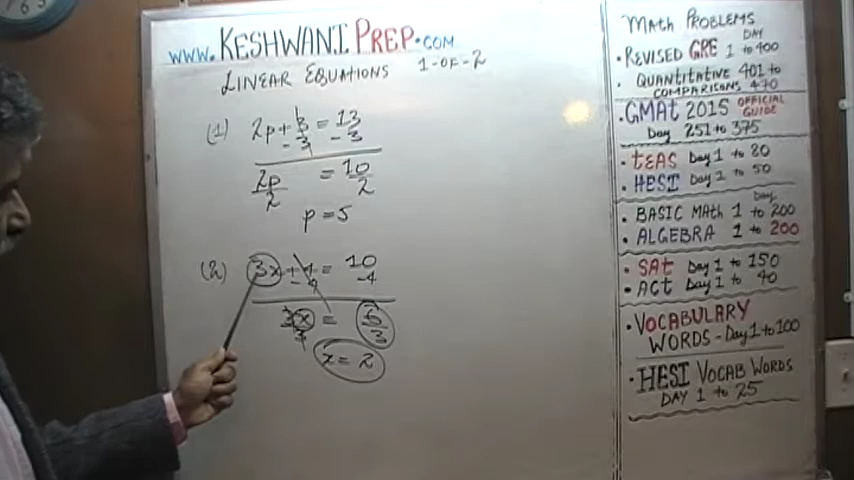 www.KESHWANI PREP.COM
LINEAR EQUATIONS 1-OF-2
(1) 2p + 3 = 13
- 3 - 3
2p = 10
2 2
p = 5
(2) 3x + 4 = 10
- 4 -4
3x = 6
3 3
x = 2
MATH PROBLEMS
DAY
• REVISED GRE 1 to 400
• QUANTITATIVE 401 to
COMPARISONS 470
• GMAt 2015 OFFICIAL GUIDE
Day 251 to 375
• tEAS Day 1 to 80
• HESI Day 1 to 50
Day
• BASIC MAth 1 to 200
• ALGEBRA 1 to 200
• SAt Day 1 to 150
• ACt Day 1 to 40
• VOCABULARY
WORDS - Day 1 to 100
• HESI VOCAB WORDS
DAY 1 to 25